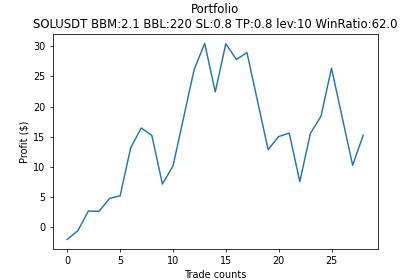 Portfolio
SOLUSDT BBM:2.1 BBL:220 SL:0.8 TP:0.8 lev:10 WinRatio:62.0
30
25
20
15
10
5
0
Profit ($)
0 5 10 15 20 25
Trade counts